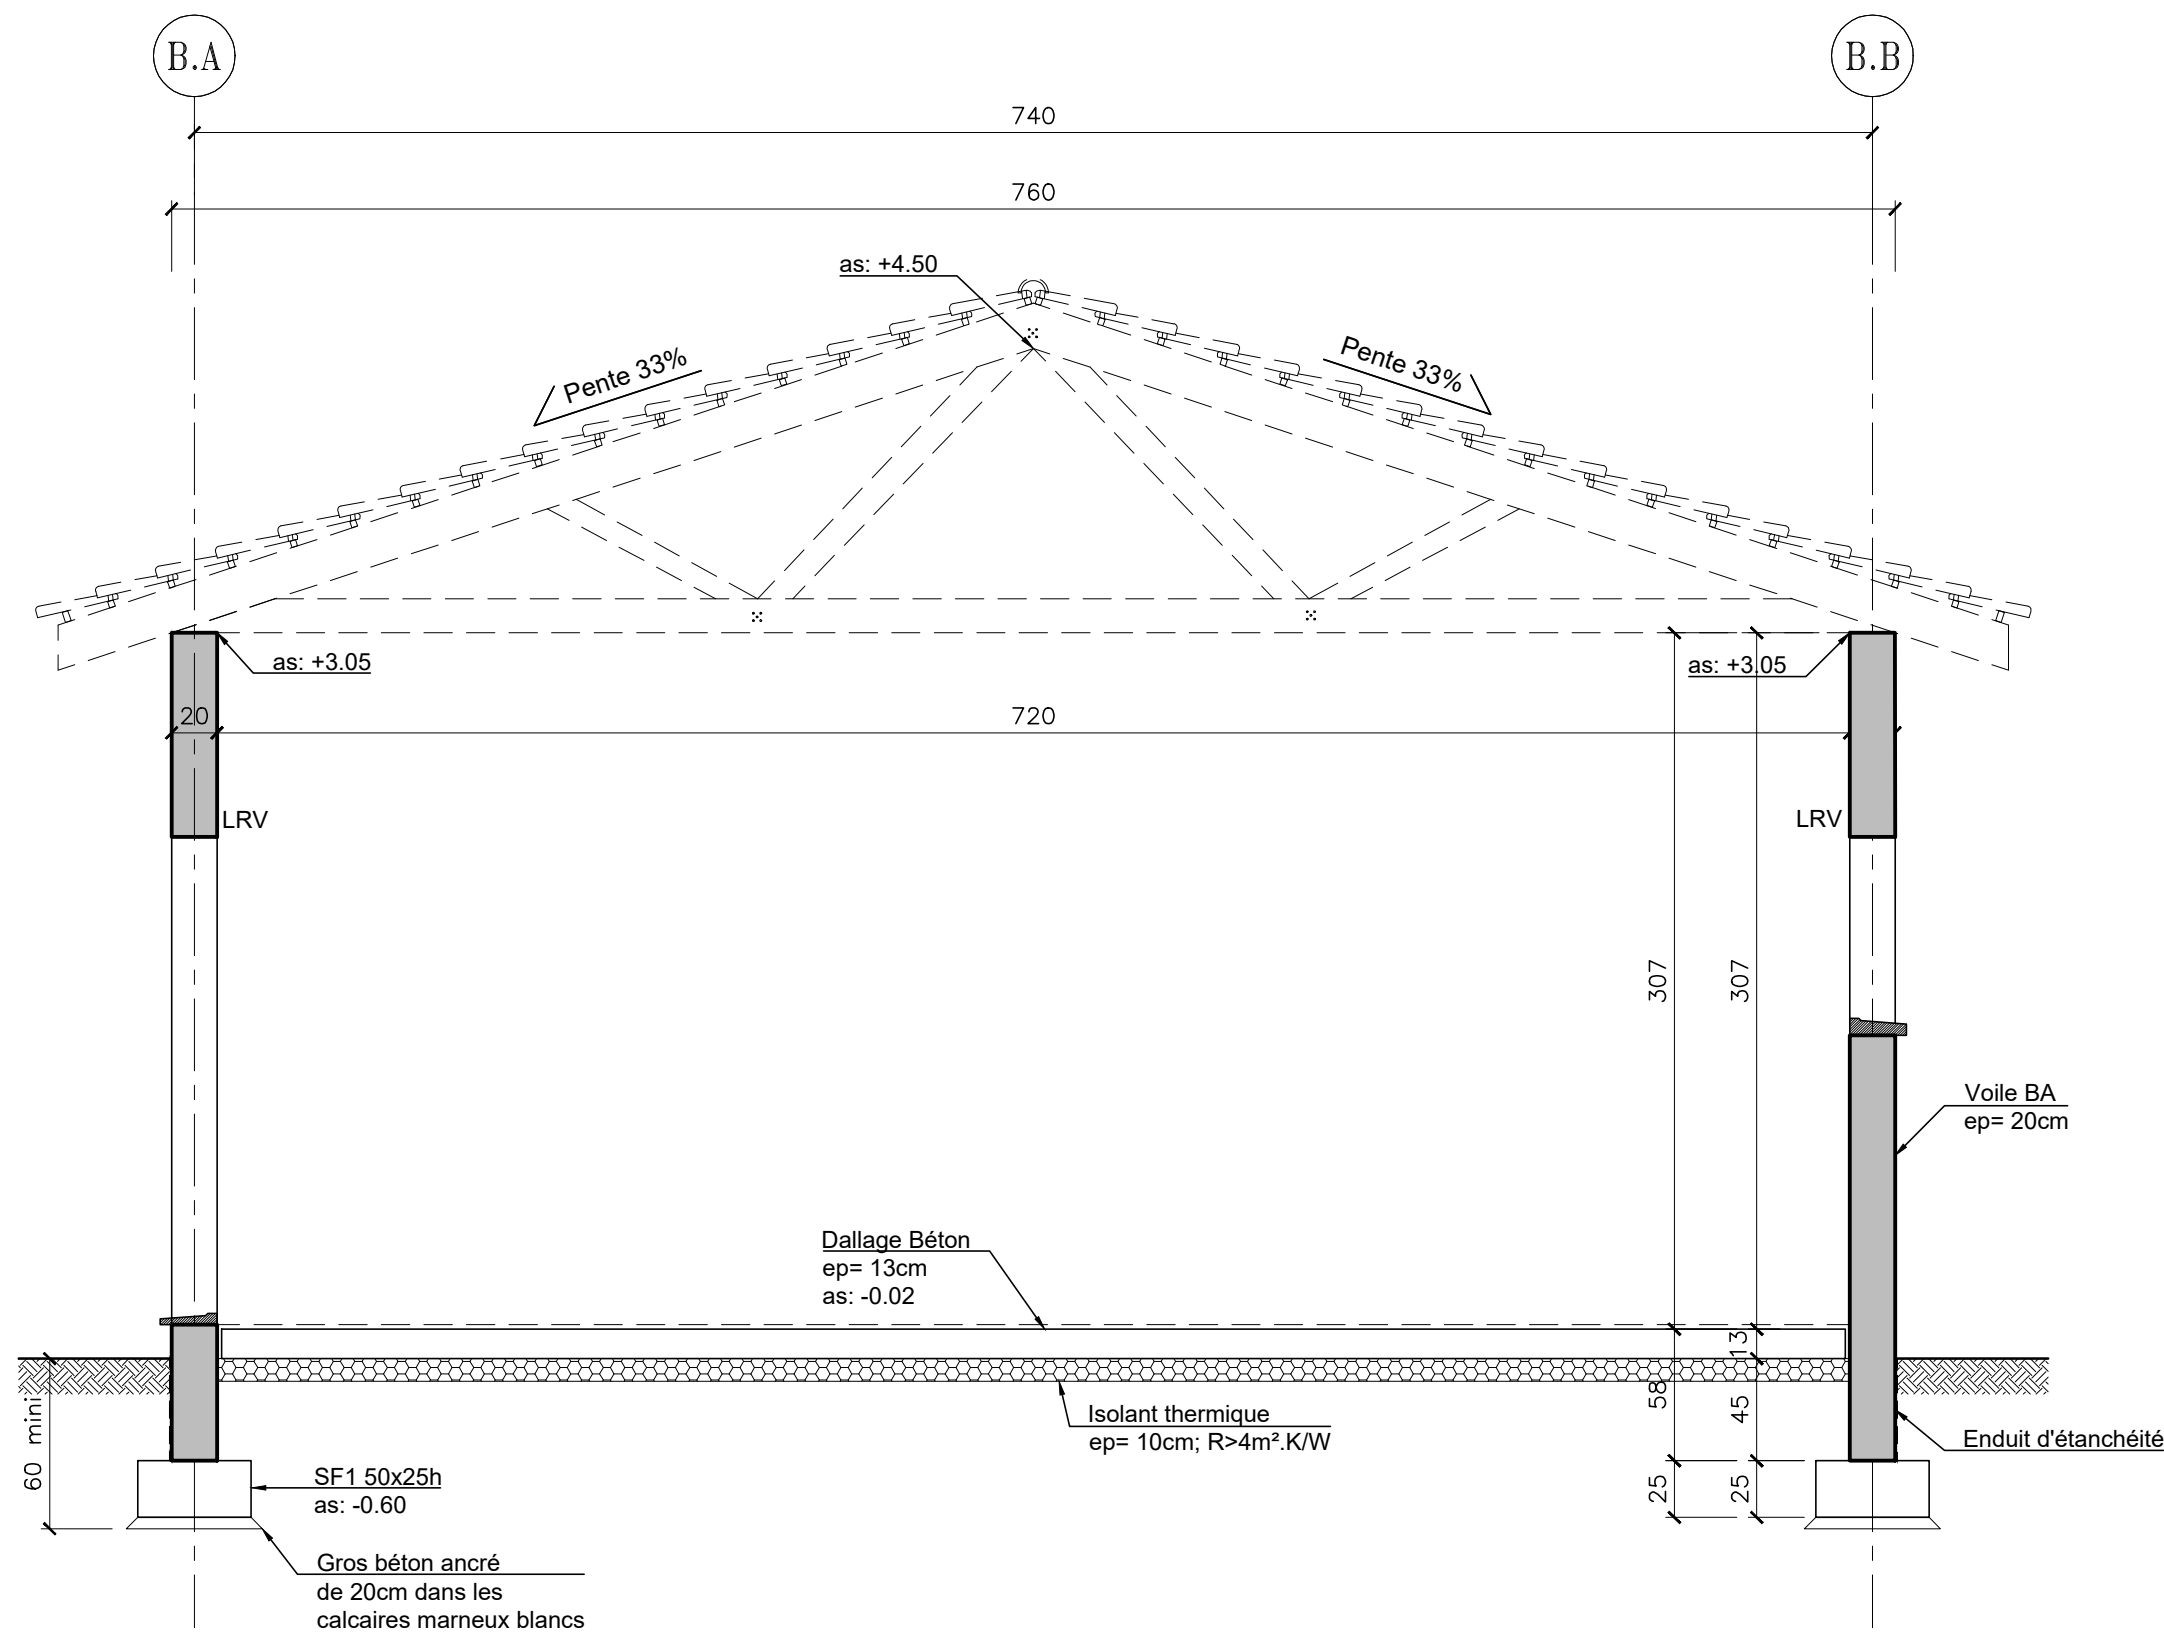 B.A
B.B
740
760
as: +4.50
Pente 33%
Pente 33%
as: +3.05
as: +3.05
20
720
LRV
LRV
307
307
Voile BA
ep= 20cm
Dallage Béton
ep= 13cm
as: -0.02
13
58
45
60 mini
Isolant thermique
ep= 10cm; R>4m².K/W
Enduit d'étanchéité
SF1 50x25h
as: -0.60
25
25
Gros béton ancré
de 20cm dans les
calcaires marneux blancs